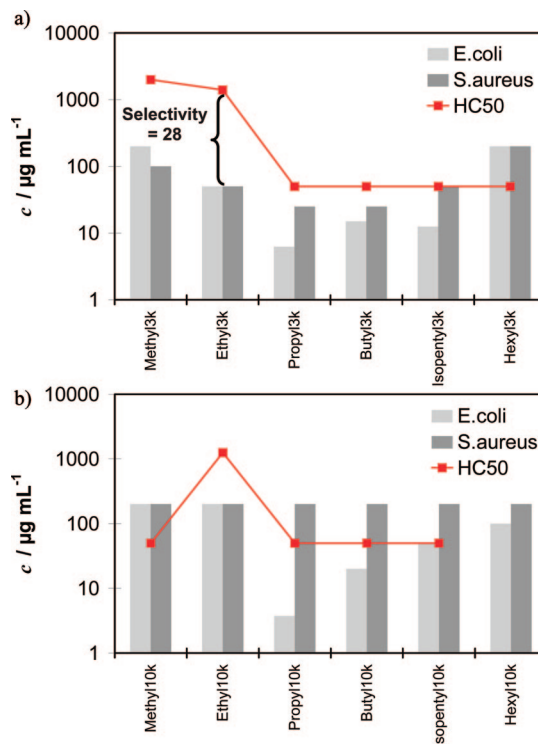 a)
10000
1000
100
10
1
c / µg mL-1
E.coli
S.aureus
HC50
Selectivity
= 28
Methyl3k
Ethyl3k
Propyl3k
Butyl3k
Isopentyl3k
Hexyl3k
b)
10000
1000
100
10
1
c / µg mL-1
E.coli
S.aureus
HC50
Methyl10k
Ethyl10k
Propyl10k
Butyl10k
sopentyl10k
Hexyl10k